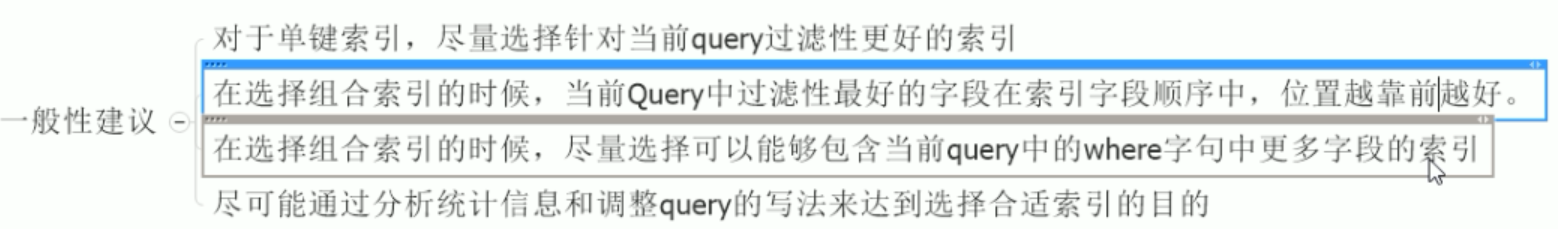 对于单键索引，尽量选择针对当前query过滤性更好的索引
在选择组合索引的时候，当前Query中过滤性最好的字段在索引字段顺序中，位置越靠前越好。
一般性建议
在选择组合索引的时候，尽量选择可以能够包含当前query中的where字句中更多字段的索引
尽可能通过分析统计信息和调整query的写法来达到选择合适索引的目的